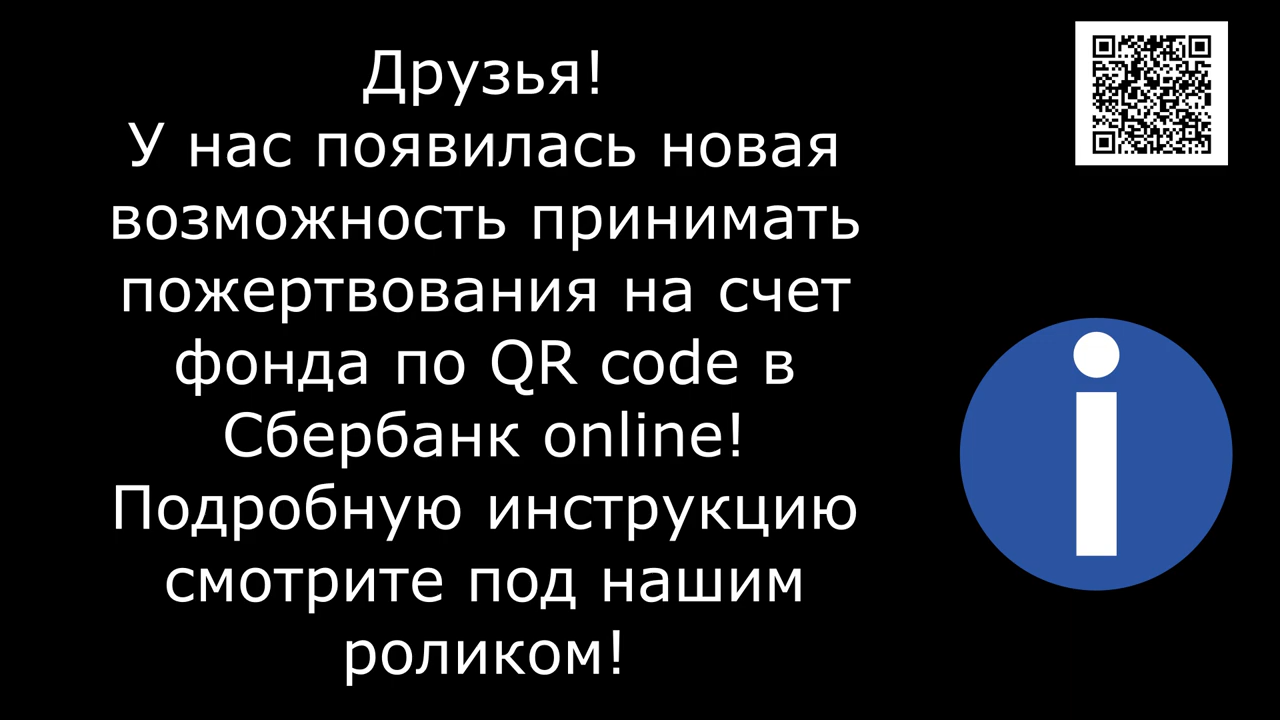 Друзья!
У нас появилась новая
возможность принимать
пожертвования на счет
фонда по QR code в
Сбербанк online!
Подробную инструкцию
смотрите под нашим
роликом!